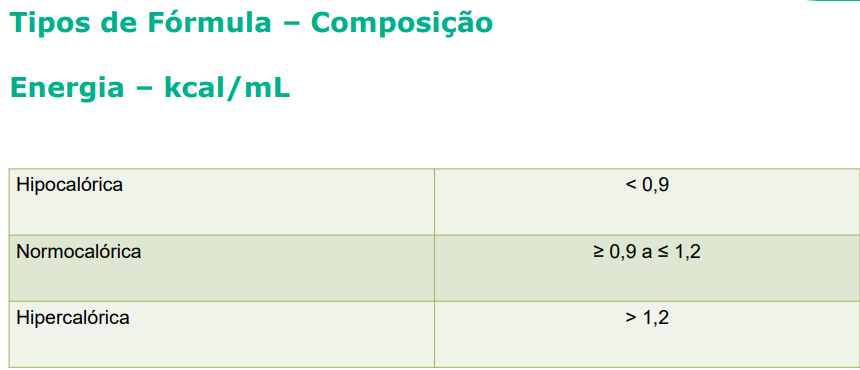 Tipos de Fórmula – Composição
Energia – kcal/mL
Hipocalórica < 0,9
Normocalórica ≥ 0,9 a ≤ 1,2
Hipercalórica > 1,2